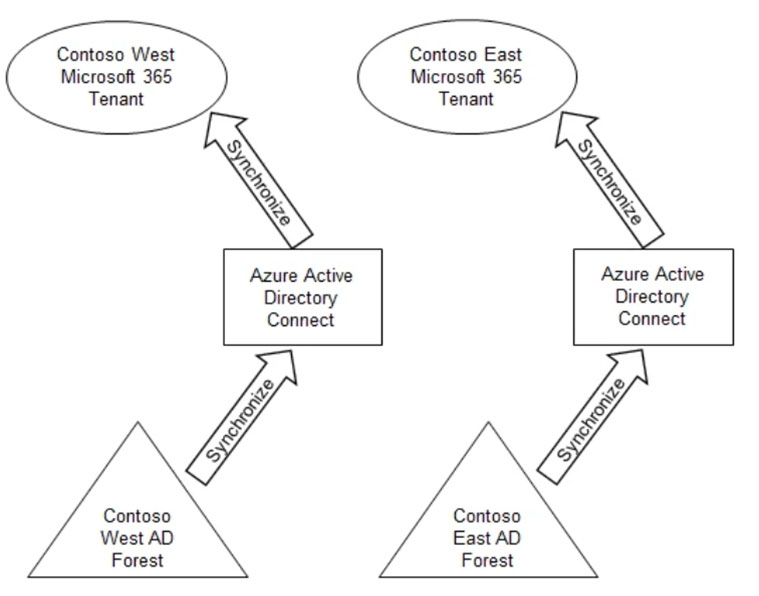 Contoso West
Microsoft 365
Tenant
Contoso East
Microsoft 365
Tenant
Synchronize
Synchronize
Azure Active
Directory
Connect
Azure Active
Directory
Connect
Synchronize
Synchronize
Contoso
West AD
Forest
Contoso
East AD
Forest